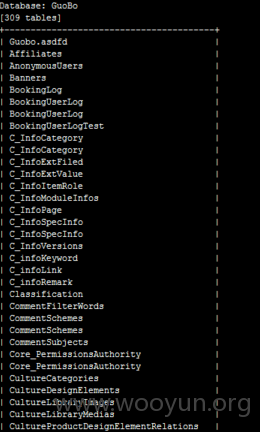 Database: GuoBo
[309 tables]
+---------------------------------------+
| Guobo.asdfd |
| Affiliates |
| AnonymousUsers |
| Banners |
| BookingLog |
| BookingUserLog |
| BookingUserLog |
| BookingUserLogTest |
| C_InfoCategory |
| C_InfoCategory |
| C_InfoExtFiled |
| C_InfoExtValue |
| C_InfoItemRole |
| C_InfoModuleInfos |
| C_InfoPage |
| C_InfoSpecInfo |
| C_InfoSpecInfo |
| C_InfoVersions |
| C_infoKeyword |
| C_infoLink |
| C_infoRemark |
| Classification |
| CommentFilterWords |
| CommentSchemes |
| CommentSchemes |
| CommentSubjects |
| Core_PermissionsAuthority |
| Core_PermissionsAuthority |
| CultureCategories |
| CultureDesignElements |
| CultureLibraryImages |
| CultureLibraryMedias |
| CultureProductDesignElementRelations |
www.wooyun.org